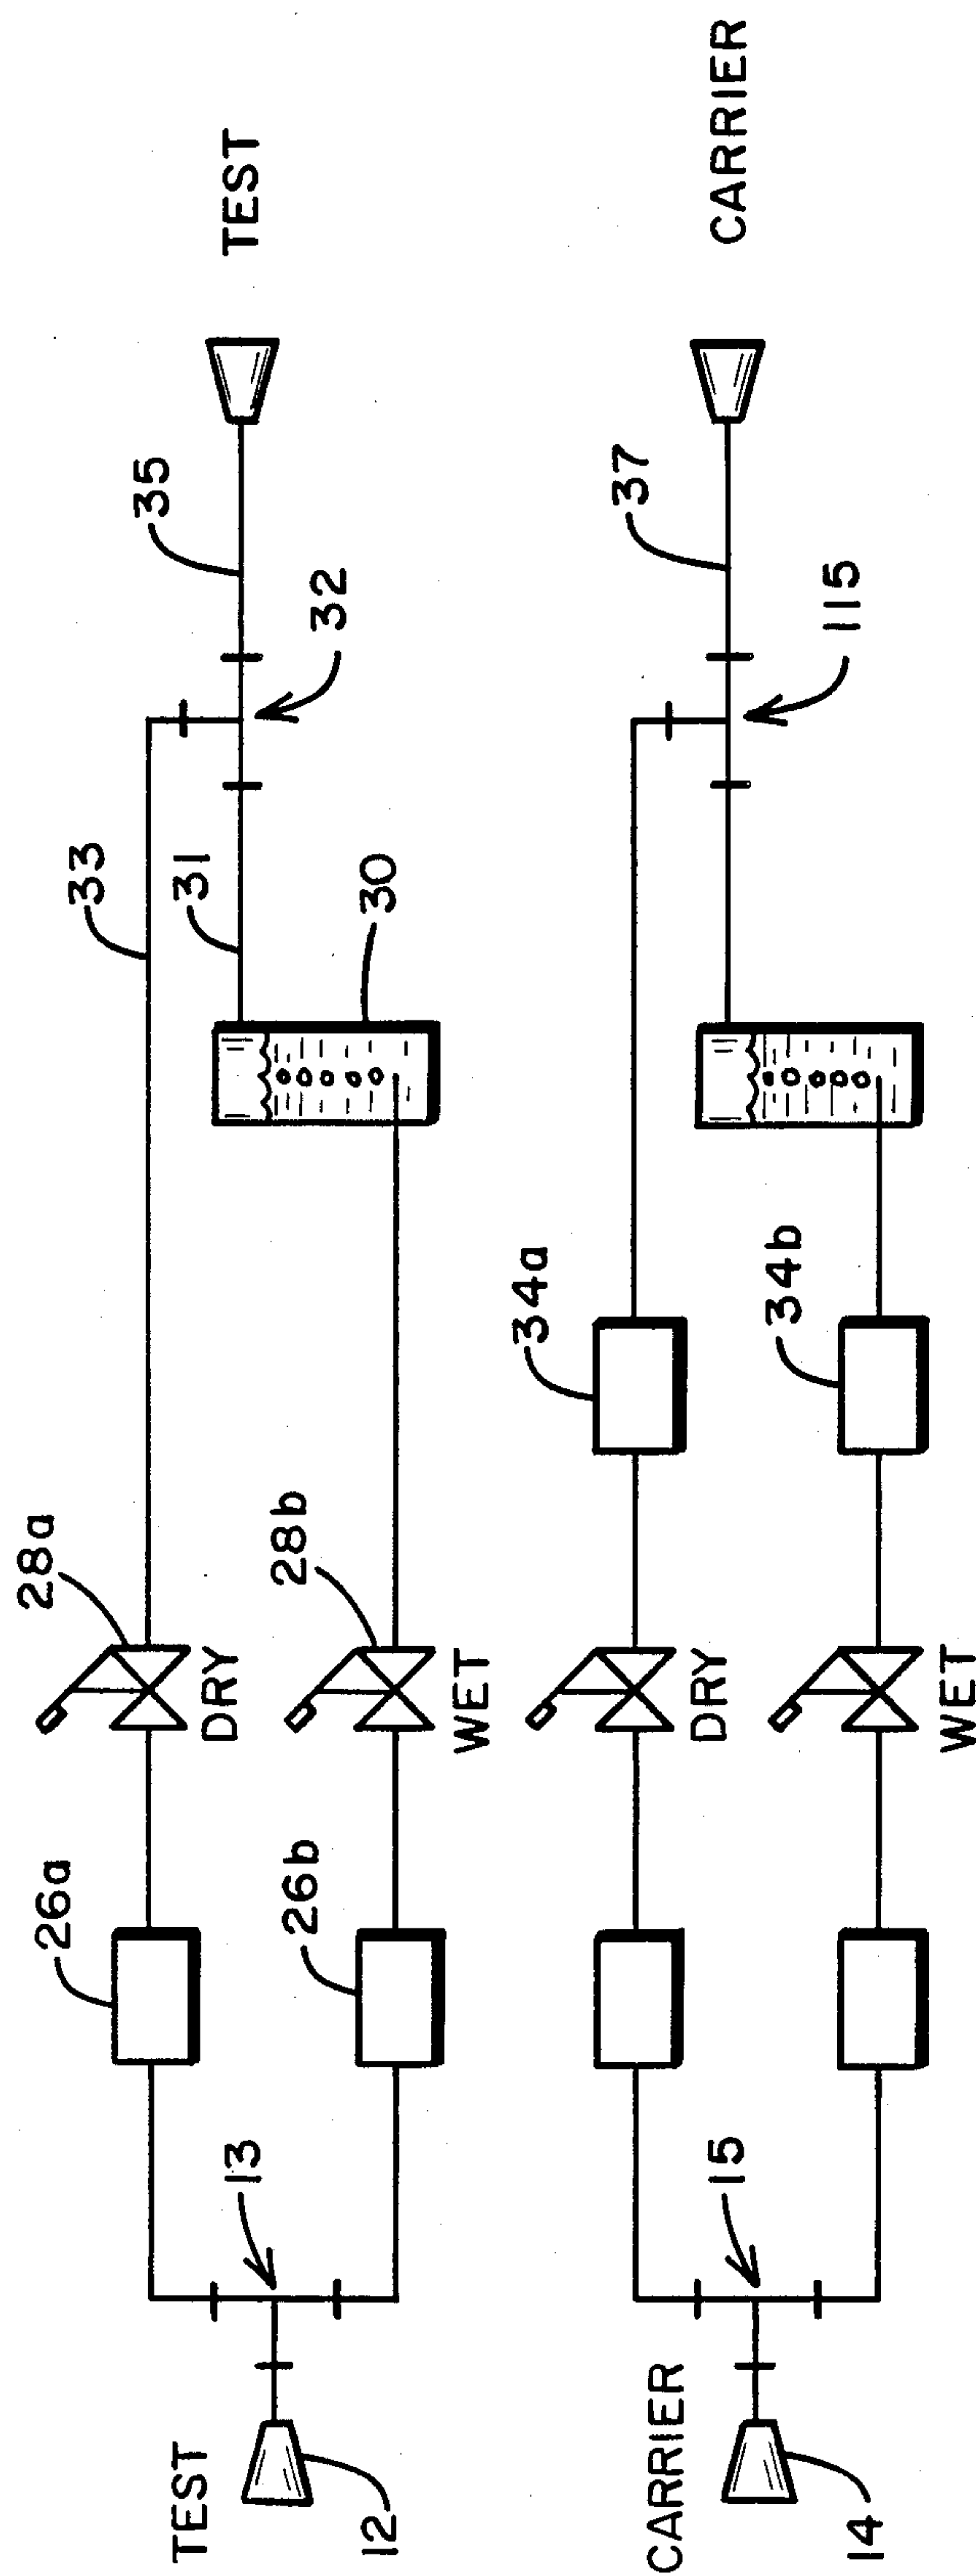 TEST
CARRIER
35
37
32
115
33
31
30
34a
34b
28a
28b
DRY
WET
DRY
WET
26a
26b
13
15
TEST
CARRIER
12
14